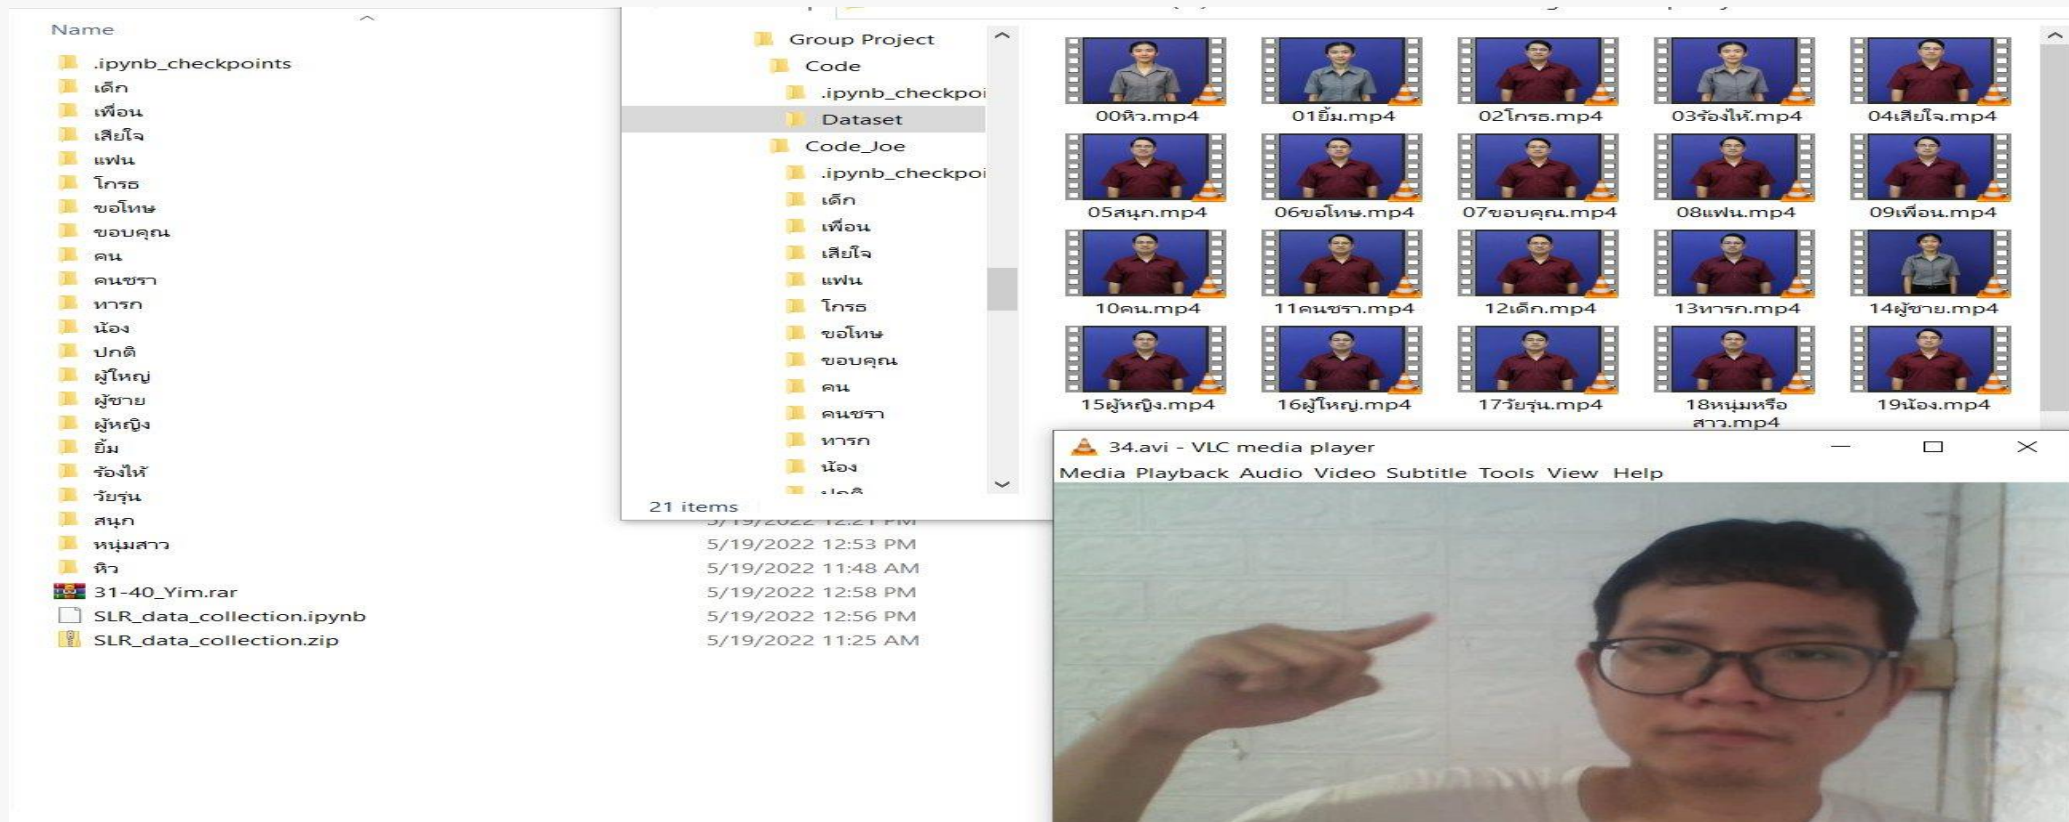 Name
.ipynb_checkpoints
เด็ก
เพื่อน
เสียใจ
แฟน
โกรธ
ขอโทษ
ขอบคุณ
คน
คนชรา
ทารก
น้อง
ปกติ
ผู้ใหญ่
ผู้ชาย
ผู้หญิง
ยิ้ม
ร้องไห้
วัยรุ่น
สนุก
หนุ่มสาว
หิว
31-40_Yim.rar
SLR_data_collection.ipynb
SLR_data_collection.zip
5/19/2022 12:21 PM
5/19/2022 12:53 PM
5/19/2022 11:48 AM
5/19/2022 12:58 PM
5/19/2022 12:56 PM
5/19/2022 11:25 AM
Group Project
Code
.ipynb_checkpoi
Dataset
Code_Joe
.ipynb_checkpoi
เด็ก
เพื่อน
เสียใจ
แฟน
โกรธ
ขอโทษ
ขอบคุณ
คน
คนชรา
ทารก
น้อง
ปกติ
21 items
00หิว.mp4 01ยิ้ม.mp4 02โกรธ.mp4 03ร้องไห้.mp4 04เสียใจ.mp4
05สนุก.mp4 06ขอโทษ.mp4 07ขอบคุณ.mp4 08แฟน.mp4 09เพื่อน.mp4
10คน.mp4 11คนชรา.mp4 12เด็ก.mp4 13ทารก.mp4 14ผู้ชาย.mp4
15ผู้หญิง.mp4 16ผู้ใหญ่.mp4 17วัยรุ่น.mp4 18หนุ่มหรือ 19น้อง.mp4
สาว.mp4
34.avi - VLC media player
Media Playback Audio Video Subtitle Tools View Help